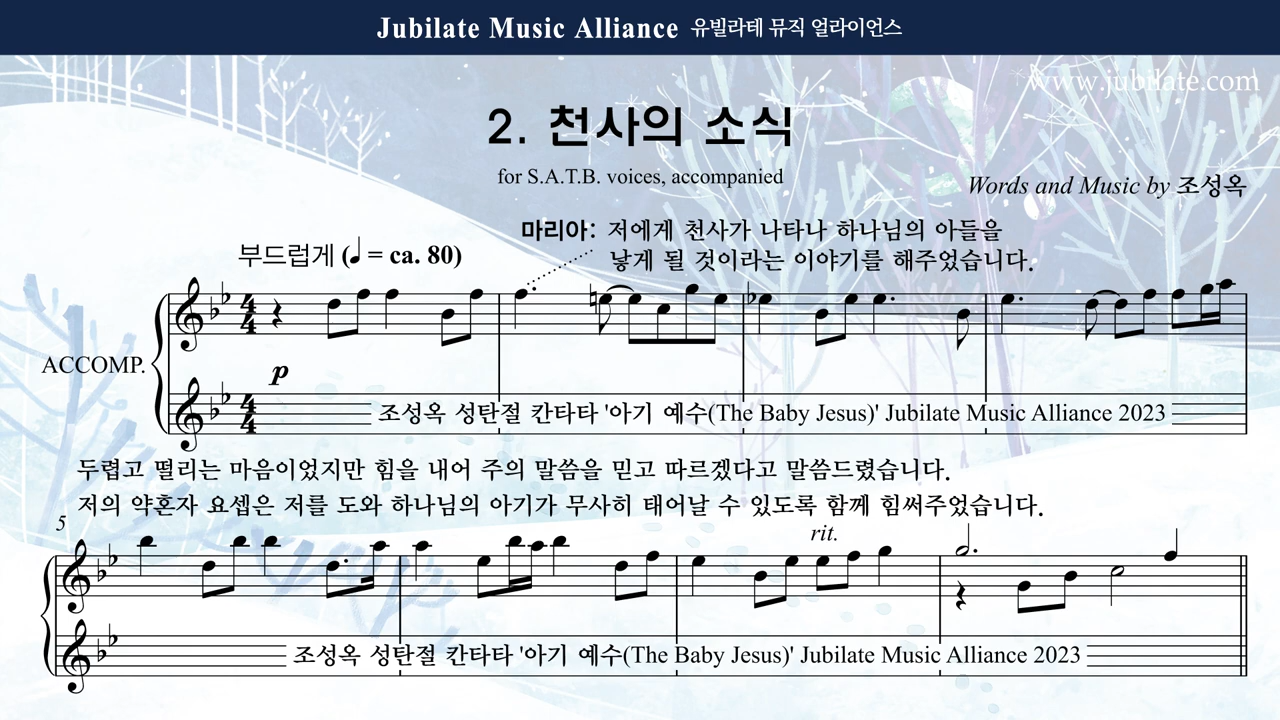 Jubilate Music Alliance 유빌라테 뮤직 얼라이언스
www.jubilate.com
2. 천사의 소식
for S.A.T.B. voices, accompanied
Words and Music by 조성옥
마리아: 저에게 천사가 나타나 하나님의 아들을
낳게 될 것이라는 이야기를 해주었습니다.
부드럽게 (♩ = ca. 80)
ACCOMP.
p
조성옥 성탄절 칸타타 '아기 예수(The Baby Jesus)' Jubilate Music Alliance 2023
두렵고 떨리는 마음이었지만 힘을 내어 주의 말씀을 믿고 따르겠다고 말씀드렸습니다.
저의 약혼자 요셉은 저를 도와 하나님의 아기가 무사히 태어날 수 있도록 함께 힘써주었습니다.
5
rit.
조성옥 성탄절 칸타타 '아기 예수(The Baby Jesus)' Jubilate Music Alliance 2023